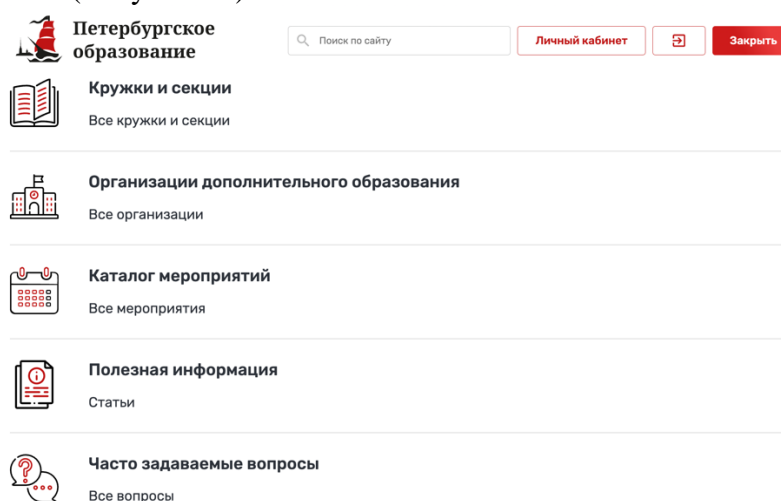 Петербургское
образование
Поиск по сайту
Личный кабинет
Закрыть
Кружки и секции
Все кружки и секции
Организации дополнительного образования
Все организации
Каталог мероприятий
Все мероприятия
Полезная информация
Статьи
Часто задаваемые вопросы
Все вопросы